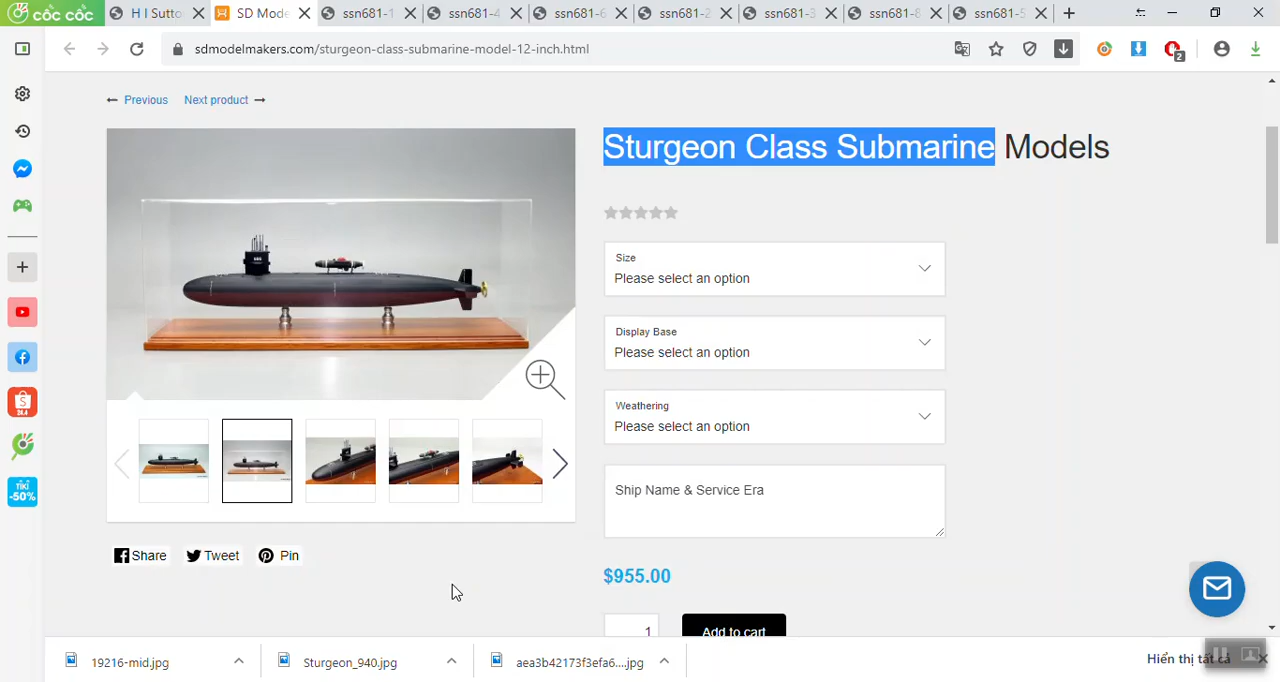 cốc cốc
H I Sutto
SD Mode
ssn681-1
ssn681-4
ssn681-6
ssn681-2
ssn681-3
ssn681-8
ssn681-5
sdmodelmakers.com/sturgeon-class-submarine-model-12-inch.html
2
← Previous
Next product →
Sturgeon Class Submarine Models
Size
Please select an option
Display Base
Please select an option
Weathering
Please select an option
Ship Name & Service Era
Share
Tweet
Pin
$955.00
1
Add to cart
TIKI
-50%
19216-mid.jpg
Sturgeon_940.jpg
aea3b42173f3efa6....jpg
Hiển thị tất cả